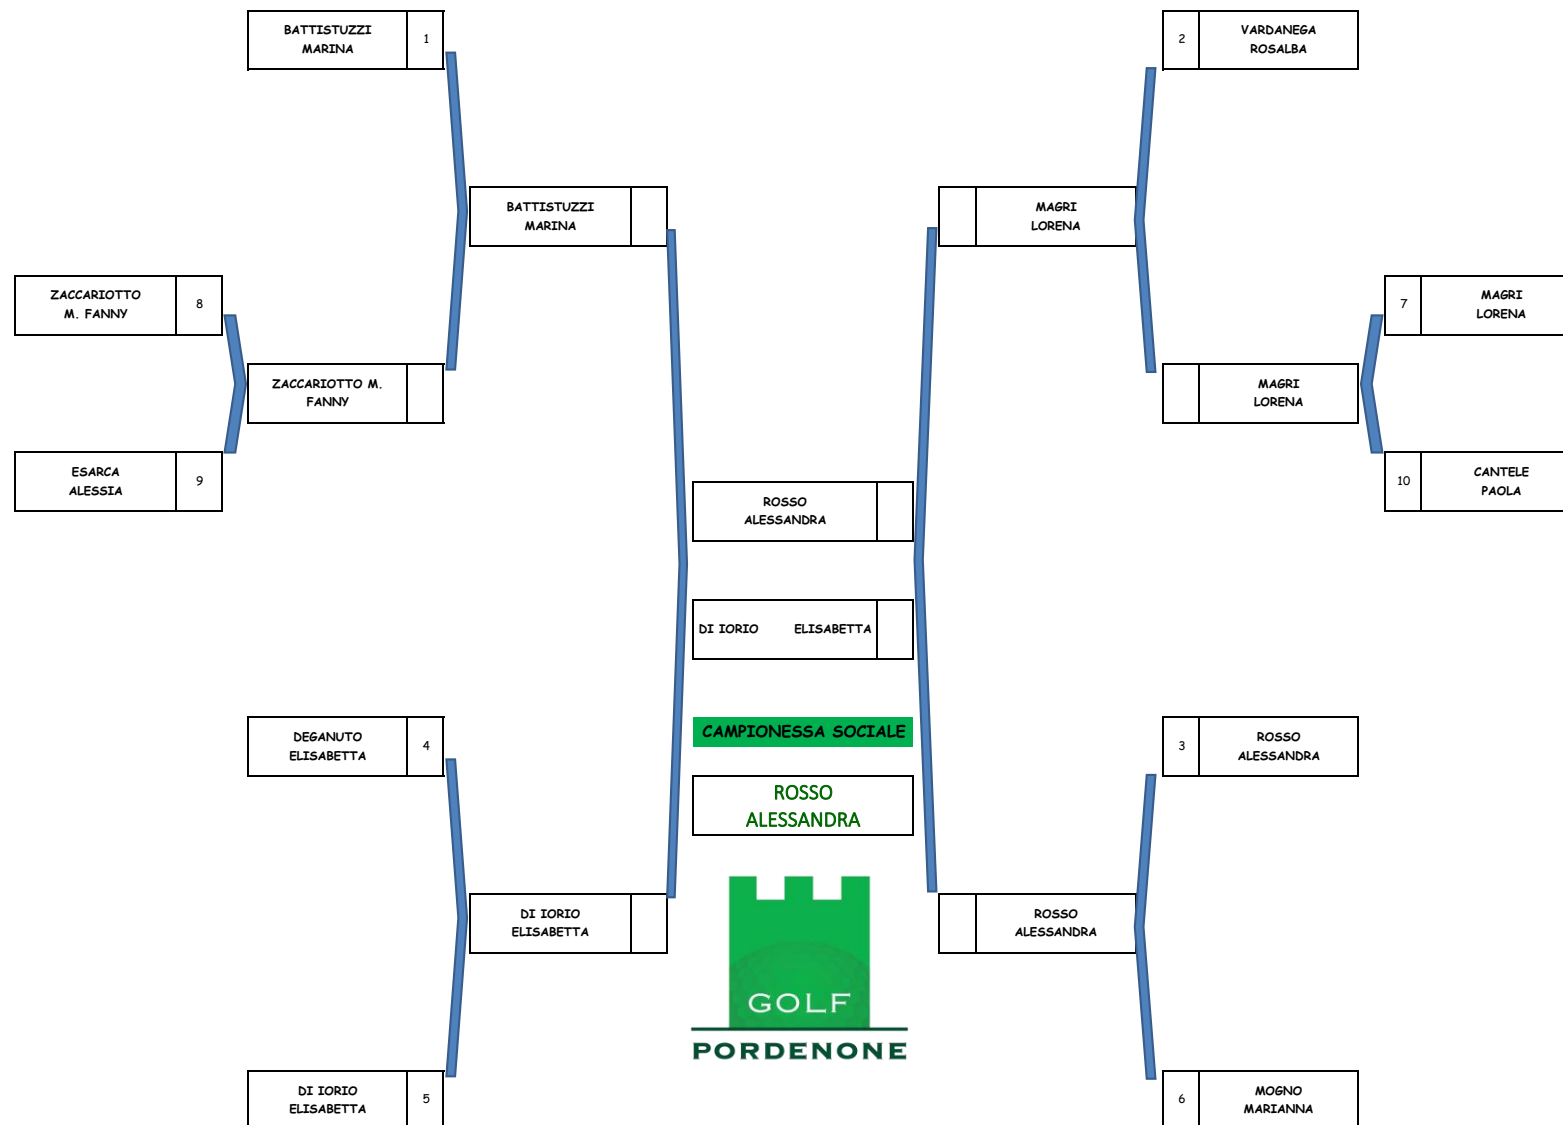 BATTISTUZZI
MARINA
1
2
VARDANEGA
ROSALBA
BATTISTUZZI
MARINA
MAGRI
LORENA
ZACCARIOTTO
M. FANNY
8
7
MAGRI
LORENA
ZACCARIOTTO M.
FANNY
MAGRI
LORENA
ESARCA
ALESSIA
9
10
CANTELE
PAOLA
ROSSO
ALESSANDRA
DI IORIO ELISABETTA
DEGANUTO
ELISABETTA
4
CAMPIONESSA SOCIALE
3
ROSSO
ALESSANDRA
ROSSO
ALESSANDRA
DI IORIO
ELISABETTA
ROSSO
ALESSANDRA
GOLF
PORDENONE
DI IORIO
ELISABETTA
5
6
MOGNO
MARIANNA